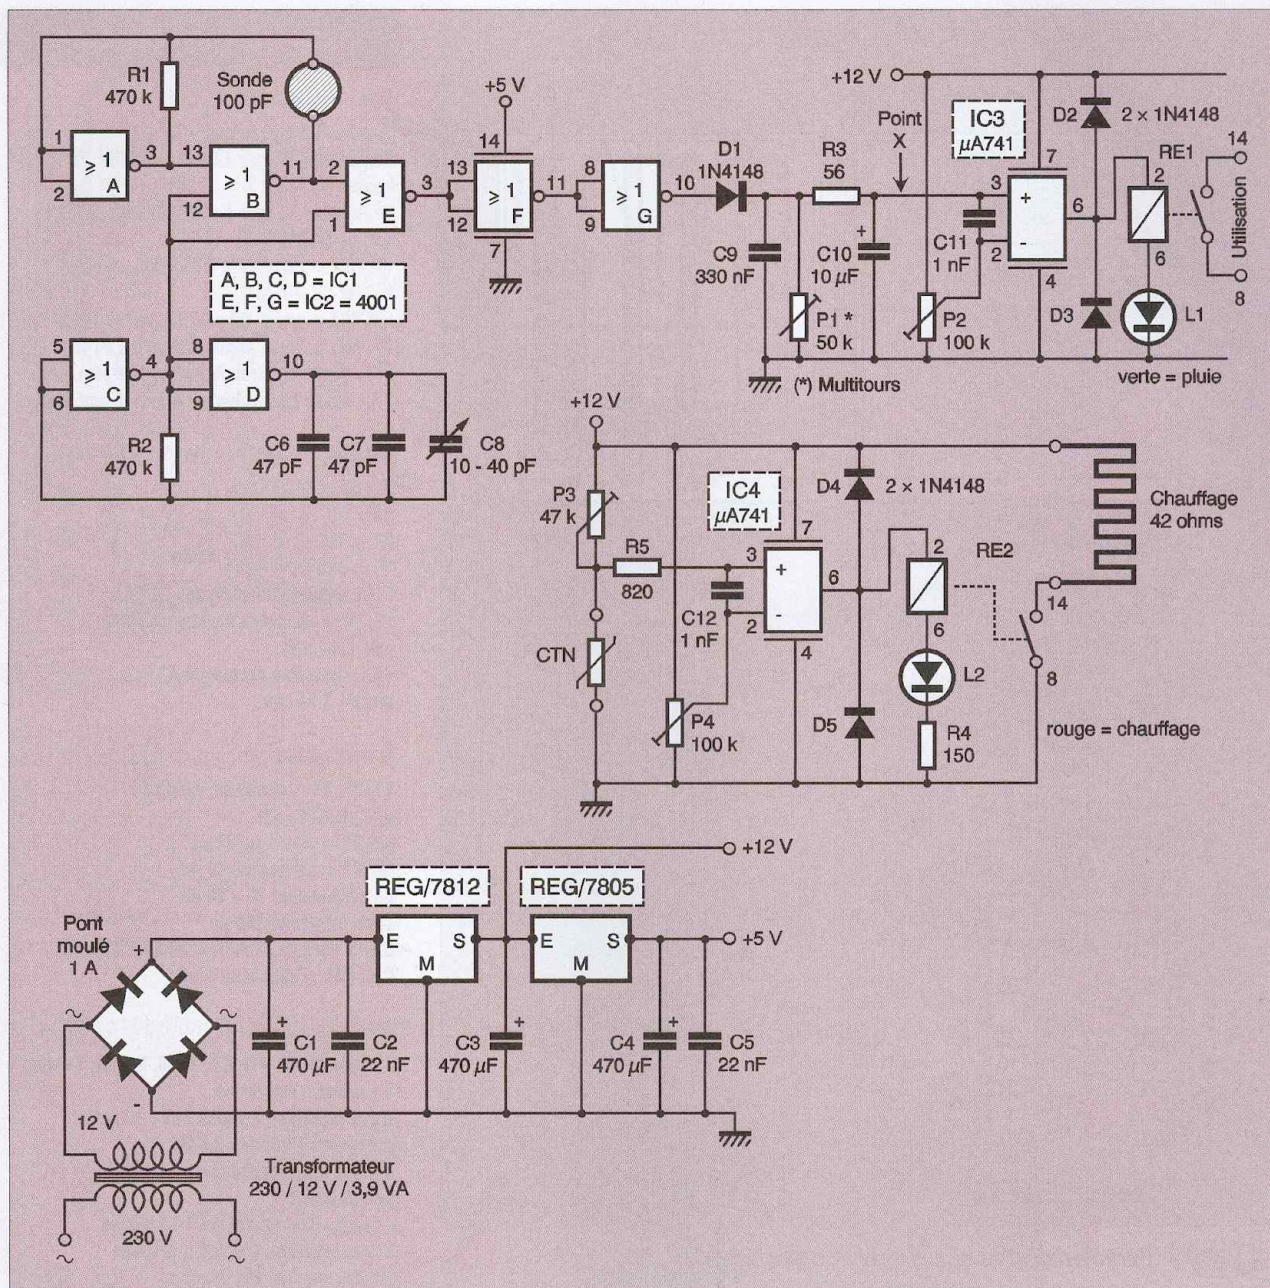 R1
470 k
Sonde
100 pF
1
2
≥ 1
A
3
13
12
≥ 1
B
11
2
1
≥ 1
E
3
+5 V
14
13
12
≥ 1
F
7
11
8
9
≥ 1
G
10
D1
1N4148
C9
330 nF
P1 *
50 k
(*) Multitours
R3
56
Point
X
+
C10
10 µF
+12 V
P2
100 k
C11
1 nF
IC3
µA741
3
2
+
-
7
4
6
D2
2 × 1N4148
D3
RE1
2
6
L1
verte = pluie
14
8
Utilisation
A, B, C, D = IC1
E, F, G = IC2 = 4001
5
6
≥ 1
C
4
8
9
≥ 1
D
10
R2
470 k
C6
47 pF
C7
47 pF
C8
10 - 40 pF
+12 V
P3
47 k
R5
820
CTN
P4
100 k
C12
1 nF
IC4
µA741
3
2
+
-
7
4
6
D4
2 × 1N4148
D5
RE2
2
6
L2
R4
150
rouge = chauffage
Chauffage
42 ohms
14
8
Pont
moulé
1 A
+
-
~
~
12 V
Transformateur
230 / 12 V / 3,9 VA
230 V
~
~
+
C1
470 µF
C2
22 nF
REG/7812
E
S
M
+
C3
470 µF
REG/7805
E
S
M
+
C4
470 µF
C5
22 nF
+12 V
+5 V